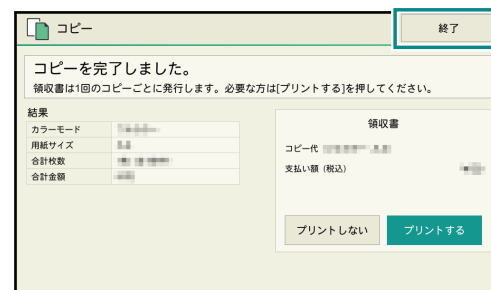 コピー
終了
コピーを完了しました。
領収書は1回のコピーごとに発行します。必要な方は[プリントする]を押してください。
結果
カラーモード
用紙サイズ
合計枚数
合計金額
領収書
コピー代
支払い額（税込）
プリントしない
プリントする